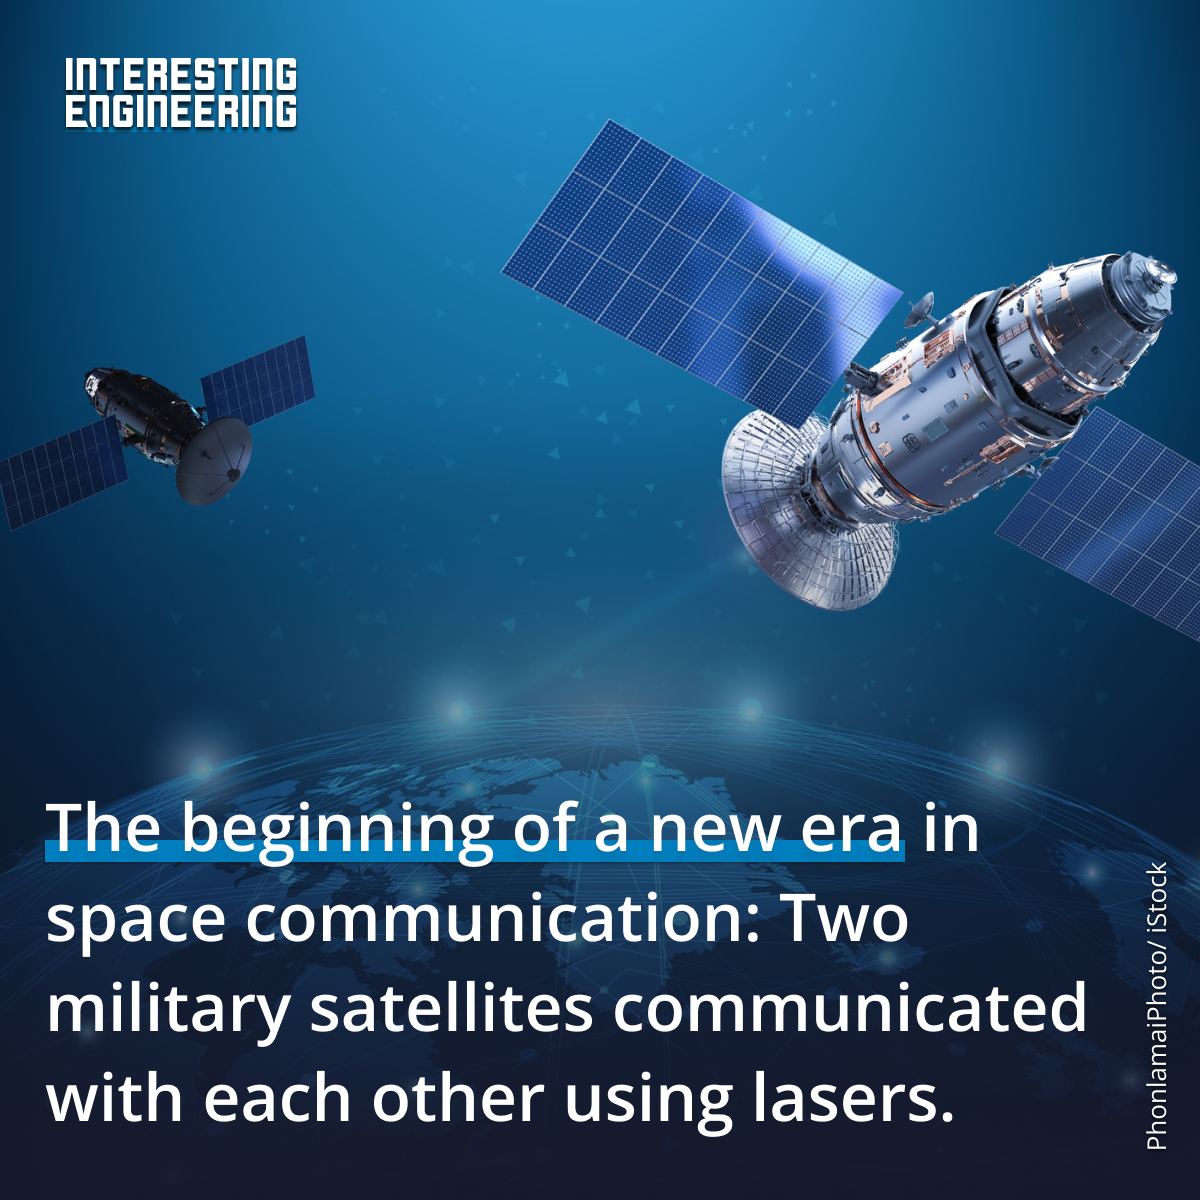 INTERESTING
ENGINEERING
The beginning of a new era in
space communication: Two
military satellites communicated
with each other using lasers.
PhonlamaiPhoto/ iStock